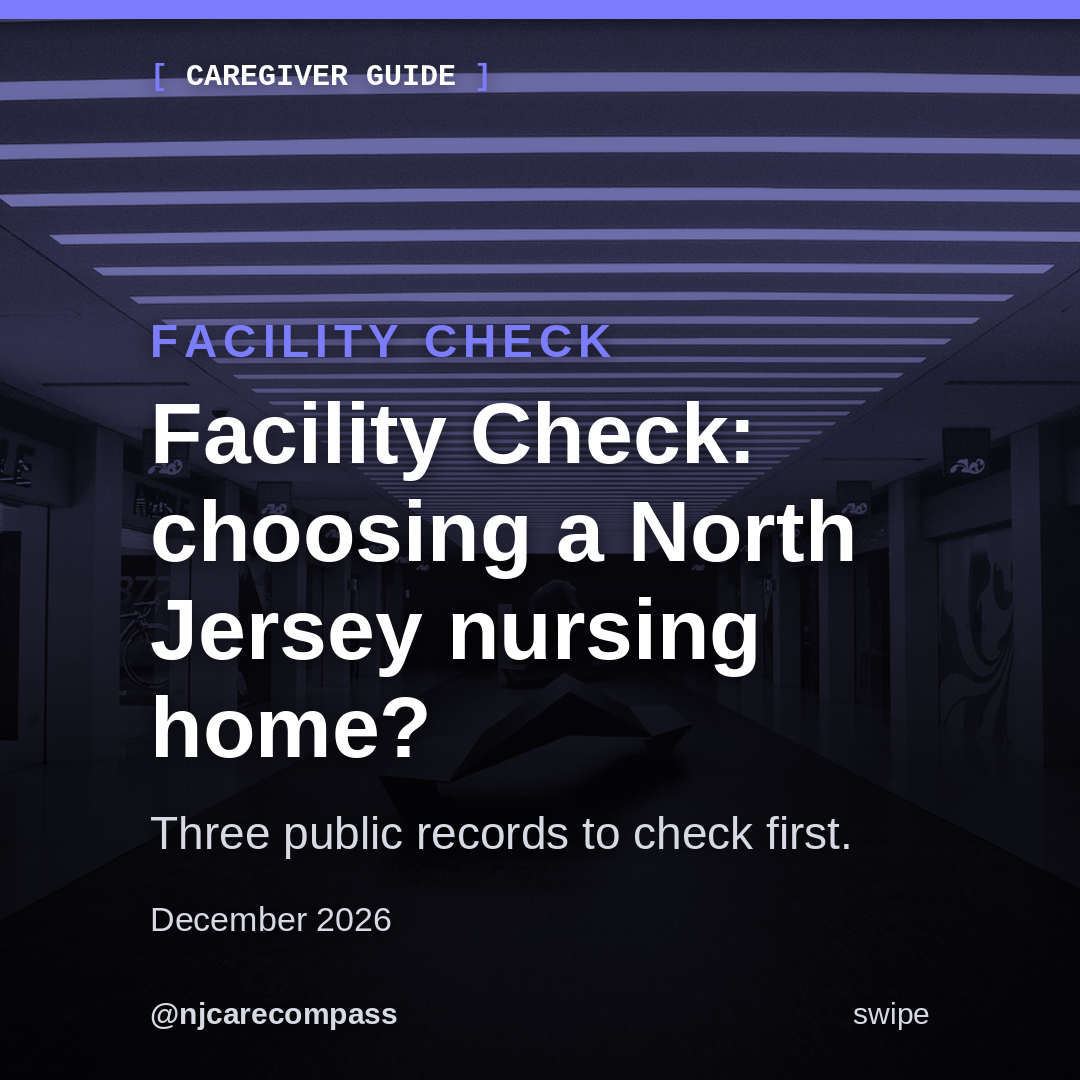 [ CAREGIVER GUIDE ]
FACILITY CHECK
Facility Check:
choosing a North
Jersey nursing
home?
Three public records to check first.
December 2026
@njcarecompass
swipe